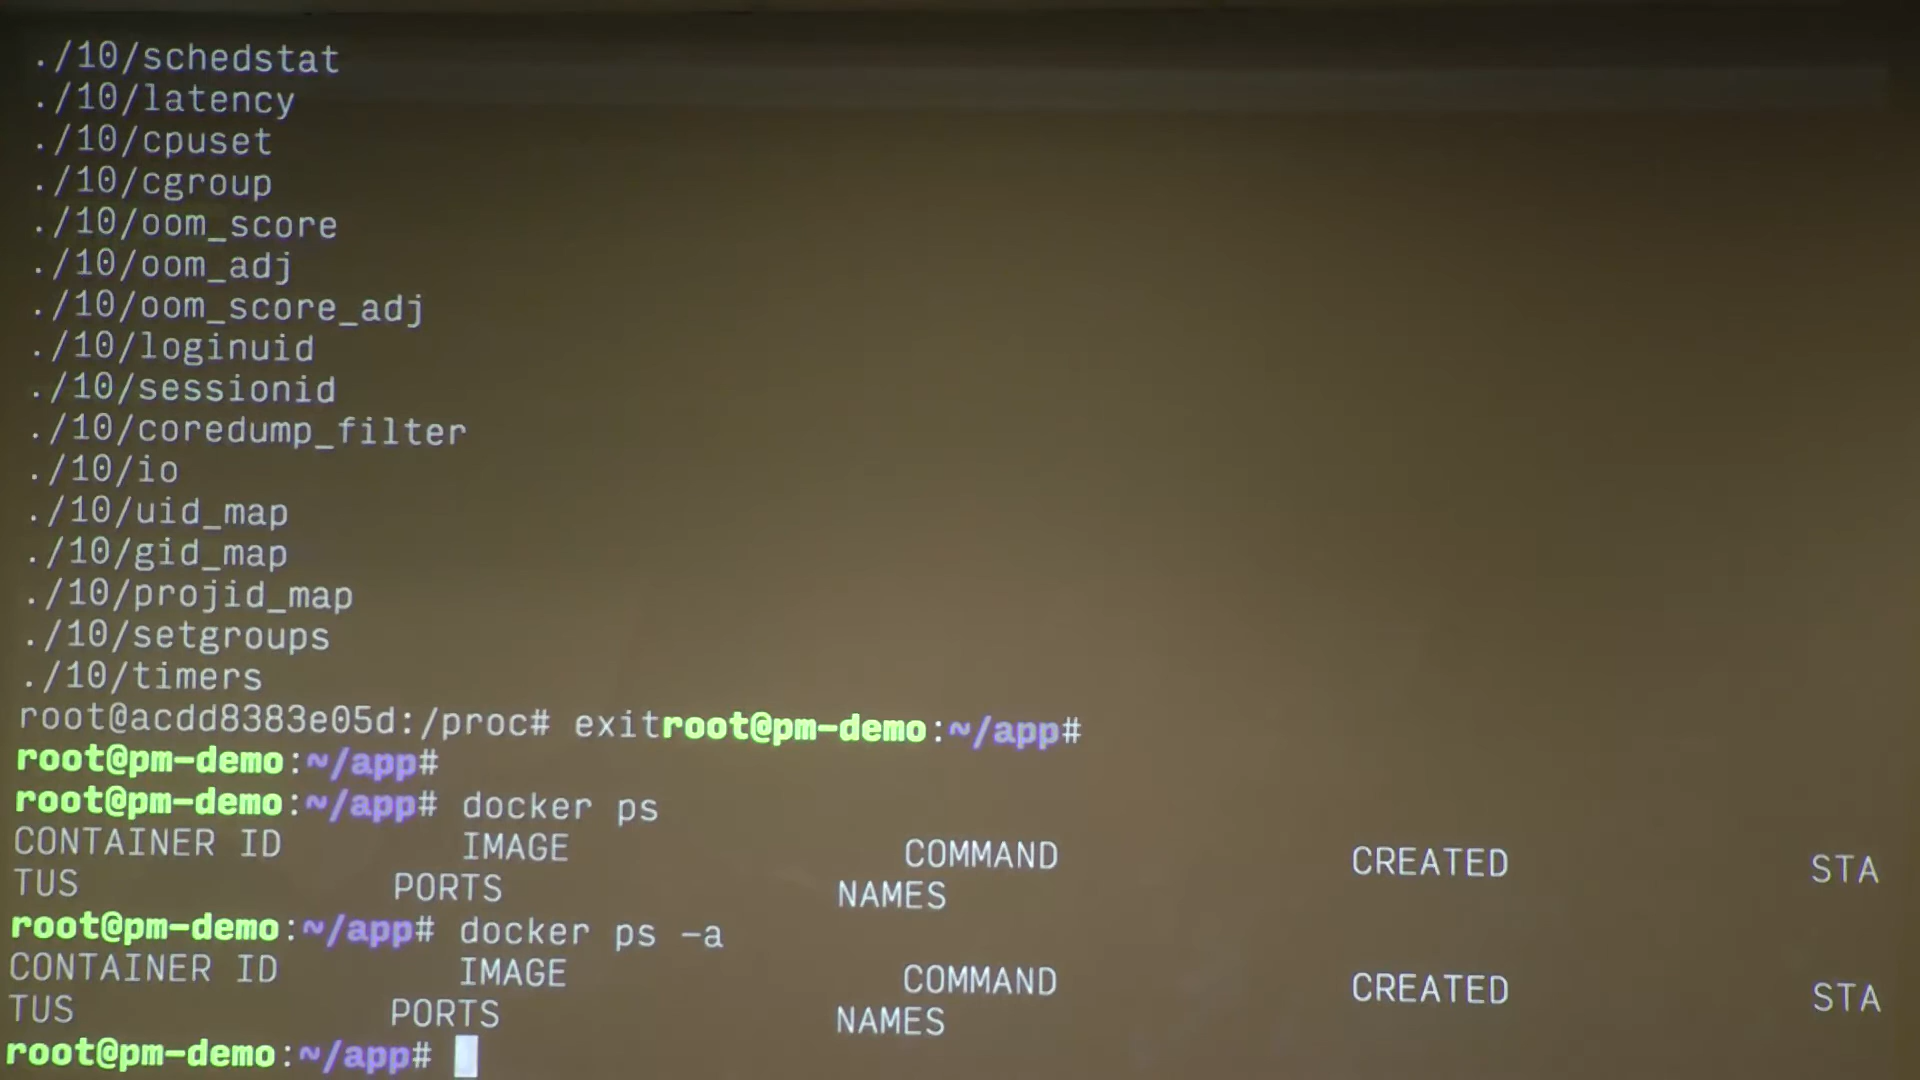 ./10/schedstat
./10/latency
./10/cpuset
./10/cgroup
./10/oom_score
./10/oom_adj
./10/oom_score_adj
./10/loginuid
./10/sessionid
./10/coredump_filter
./10/io
./10/uid_map
./10/gid_map
./10/projid_map
./10/setgroups
./10/timers
root@acdd8383e05d:/proc# exitroot@pm-demo:~/app#
root@pm-demo:~/app#
root@pm-demo:~/app# docker ps
CONTAINER ID IMAGE COMMAND CREATED STA
TUS PORTS NAMES
root@pm-demo:~/app# docker ps -a
CONTAINER ID IMAGE COMMAND CREATED STA
TUS PORTS NAMES
root@pm-demo:~/app#